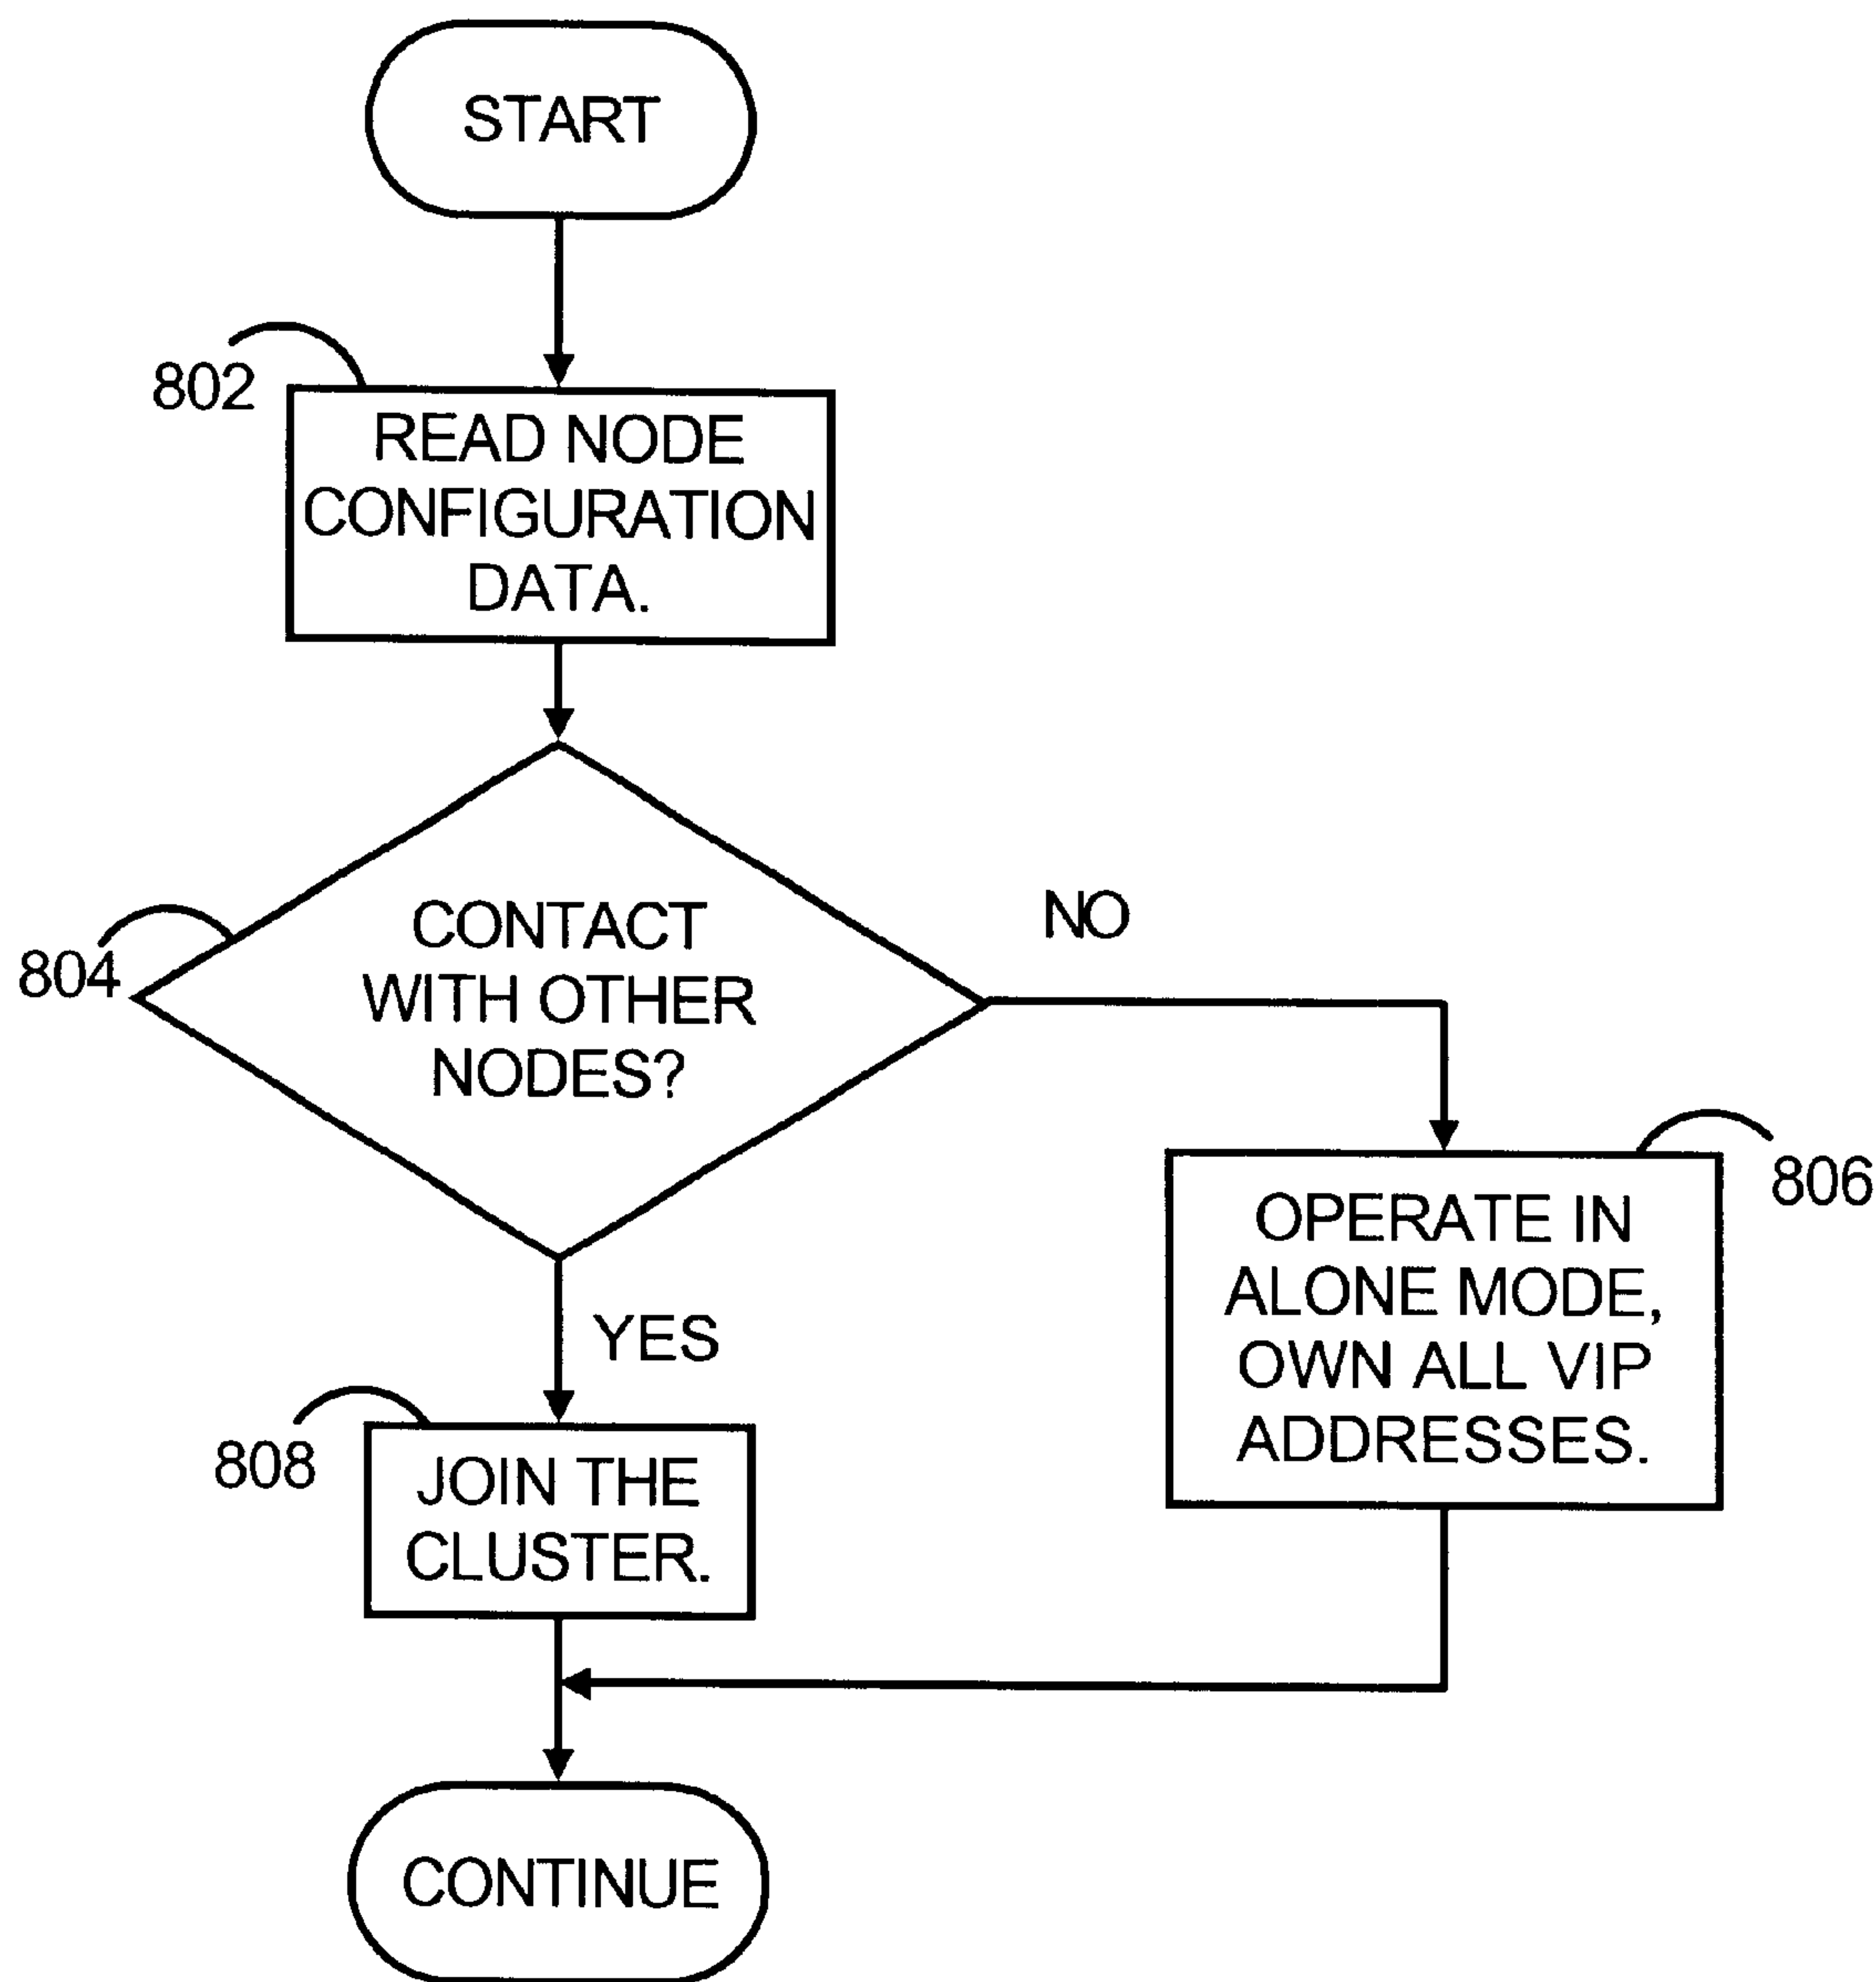 START
802
READ NODE
CONFIGURATION
DATA.
804
CONTACT
WITH OTHER
NODES?
NO
YES
806
OPERATE IN
ALONE MODE,
OWN ALL VIP
ADDRESSES.
808
JOIN THE
CLUSTER.
CONTINUE